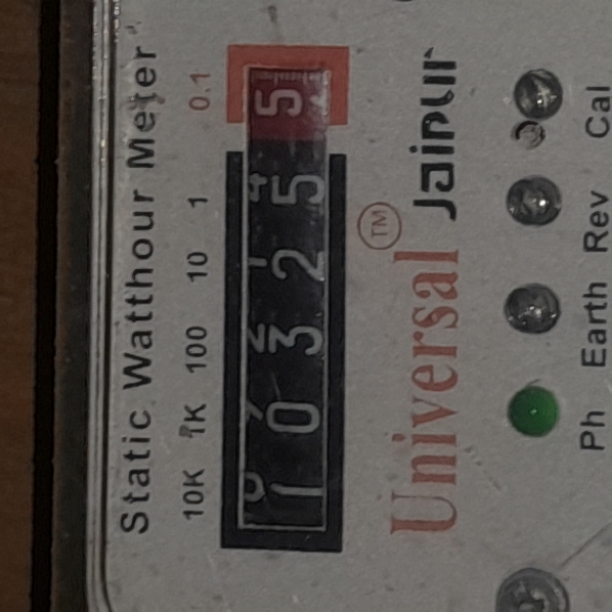 Static Watthour Meter
10K 1K 100 10 1 0.1
1 0 3 2 5 5
Universal TM Jaipur
Ph Earth Rev Cal